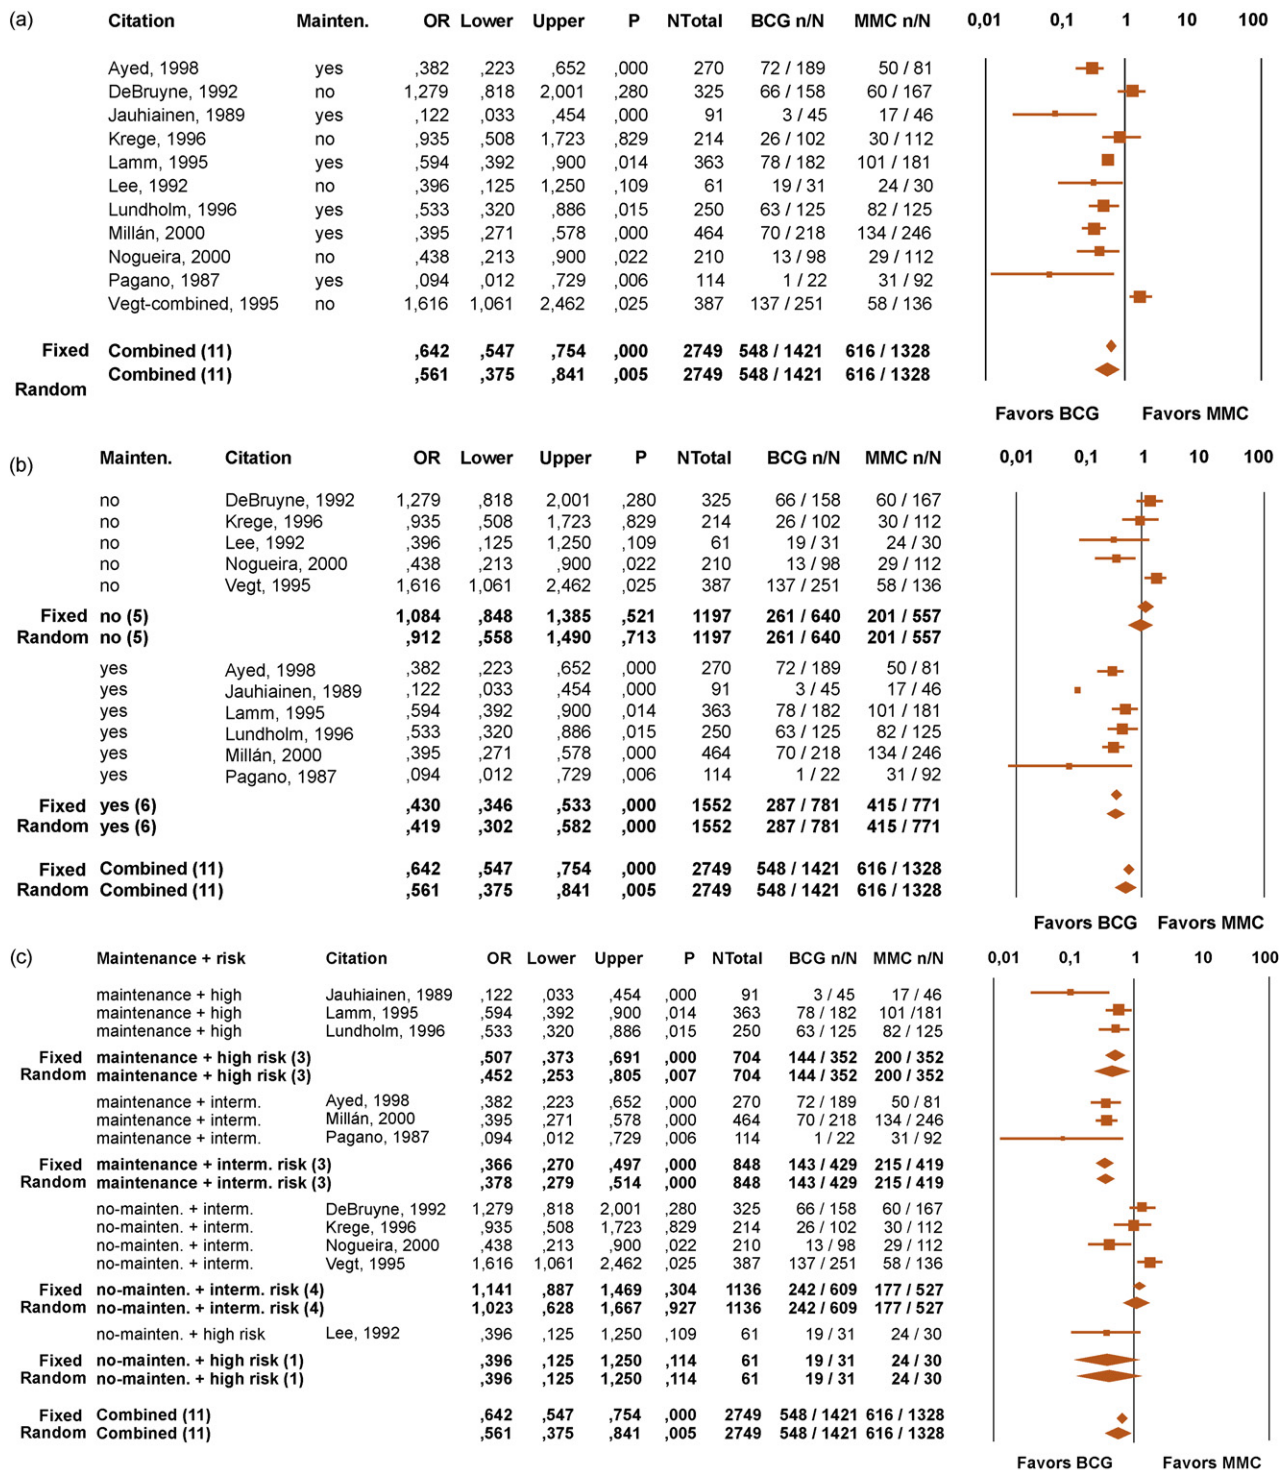 (a) Citation Mainten. OR Lower Upper P NTotal BCG n/N MMC n/N 0,01 0,1 1 10 100
Ayed, 1998 yes ,382 ,223 ,652 ,000 270 72 / 189 50 / 81
DeBruyne, 1992 no 1,279 ,818 2,001 ,280 325 66 / 158 60 / 167
Jauhiainen, 1989 yes ,122 ,033 ,454 ,000 91 3 / 45 17 / 46
Krege, 1996 no ,935 ,508 1,723 ,829 214 26 / 102 30 / 112
Lamm, 1995 yes ,594 ,392 ,900 ,014 363 78 / 182 101 / 181
Lee, 1992 no ,396 ,125 1,250 ,109 61 19 / 31 24 / 30
Lundholm, 1996 yes ,533 ,320 ,886 ,015 250 63 / 125 82 / 125
Millán, 2000 yes ,395 ,271 ,578 ,000 464 70 / 218 134 / 246
Nogueira, 2000 no ,438 ,213 ,900 ,022 210 13 / 98 29 / 112
Pagano, 1987 yes ,094 ,012 ,729 ,006 114 1 / 22 31 / 92
Vegt-combined, 1995 no 1,616 1,061 2,462 ,025 387 137 / 251 58 / 136
Fixed Combined (11) ,642 ,547 ,754 ,000 2749 548 / 1421 616 / 1328
Random Combined (11) ,561 ,375 ,841 ,005 2749 548 / 1421 616 / 1328
Favors BCG Favors MMC
(b) Mainten. Citation OR Lower Upper P NTotal BCG n/N MMC n/N 0,01 0,1 1 10 100
no DeBruyne, 1992 1,279 ,818 2,001 ,280 325 66 / 158 60 / 167
no Krege, 1996 ,935 ,508 1,723 ,829 214 26 / 102 30 / 112
no Lee, 1992 ,396 ,125 1,250 ,109 61 19 / 31 24 / 30
no Nogueira, 2000 ,438 ,213 ,900 ,022 210 13 / 98 29 / 112
no Vegt, 1995 1,616 1,061 2,462 ,025 387 137 / 251 58 / 136
Fixed no (5) 1,084 ,848 1,385 ,521 1197 261 / 640 201 / 557
Random no (5) ,912 ,558 1,490 ,713 1197 261 / 640 201 / 557
yes Ayed, 1998 ,382 ,223 ,652 ,000 270 72 / 189 50 / 81
yes Jauhiainen, 1989 ,122 ,033 ,454 ,000 91 3 / 45 17 / 46
yes Lamm, 1995 ,594 ,392 ,900 ,014 363 78 / 182 101 / 181
yes Lundholm, 1996 ,533 ,320 ,886 ,015 250 63 / 125 82 / 125
yes Millán, 2000 ,395 ,271 ,578 ,000 464 70 / 218 134 / 246
yes Pagano, 1987 ,094 ,012 ,729 ,006 114 1 / 22 31 / 92
Fixed yes (6) ,430 ,346 ,533 ,000 1552 287 / 781 415 / 771
Random yes (6) ,419 ,302 ,582 ,000 1552 287 / 781 415 / 771
Fixed Combined (11) ,642 ,547 ,754 ,000 2749 548 / 1421 616 / 1328
Random Combined (11) ,561 ,375 ,841 ,005 2749 548 / 1421 616 / 1328
Favors BCG Favors MMC
(c) Maintenance + risk Citation OR Lower Upper P NTotal BCG n/N MMC n/N 0,01 0,1 1 10 100
maintenance + high Jauhiainen, 1989 ,122 ,033 ,454 ,000 91 3 / 45 17 / 46
maintenance + high Lamm, 1995 ,594 ,392 ,900 ,014 363 78 / 182 101 /181
maintenance + high Lundholm, 1996 ,533 ,320 ,886 ,015 250 63 / 125 82 / 125
Fixed maintenance + high risk (3) ,507 ,373 ,691 ,000 704 144 / 352 200 / 352
Random maintenance + high risk (3) ,452 ,253 ,805 ,007 704 144 / 352 200 / 352
maintenance + interm. Ayed, 1998 ,382 ,223 ,652 ,000 270 72 / 189 50 / 81
maintenance + interm. Millán, 2000 ,395 ,271 ,578 ,000 464 70 / 218 134 / 246
maintenance + interm. Pagano, 1987 ,094 ,012 ,729 ,006 114 1 / 22 31 / 92
Fixed maintenance + interm. risk (3) ,366 ,270 ,497 ,000 848 143 / 429 215 / 419
Random maintenance + interm. risk (3) ,378 ,279 ,514 ,000 848 143 / 429 215 / 419
no-mainten. + interm. DeBruyne, 1992 1,279 ,818 2,001 ,280 325 66 / 158 60 / 167
no-mainten. + interm. Krege, 1996 ,935 ,508 1,723 ,829 214 26 / 102 30 / 112
no-mainten. + interm. Nogueira, 2000 ,438 ,213 ,900 ,022 210 13 / 98 29 / 112
no-mainten. + interm. Vegt, 1995 1,616 1,061 2,462 ,025 387 137 / 251 58 / 136
Fixed no-mainten. + interm. risk (4) 1,141 ,887 1,469 ,304 1136 242 / 609 177 / 527
Random no-mainten. + interm. risk (4) 1,023 ,628 1,667 ,927 1136 242 / 609 177 / 527
no-mainten. + high risk Lee, 1992 ,396 ,125 1,250 ,109 61 19 / 31 24 / 30
Fixed no-mainten. + high risk (1) ,396 ,125 1,250 ,114 61 19 / 31 24 / 30
Random no-mainten. + high risk (1) ,396 ,125 1,250 ,114 61 19 / 31 24 / 30
Fixed Combined (11) ,642 ,547 ,754 ,000 2749 548 / 1421 616 / 1328
Random Combined (11) ,561 ,375 ,841 ,005 2749 548 / 1421 616 / 1328
Favors BCG Favors MMC